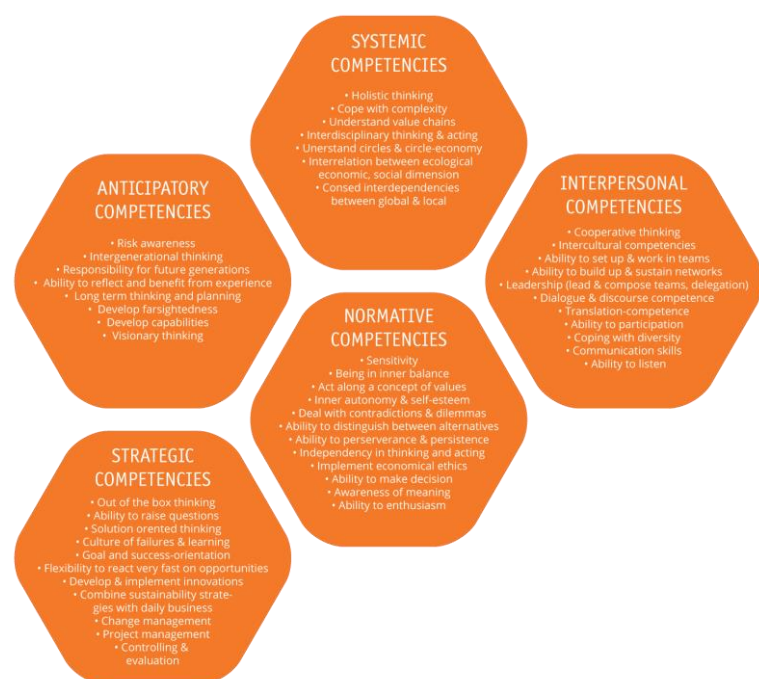 SYSTEMIC
COMPETENCIES
• Holistic thinking
• Cope with complexity
• Understand value chains
• Interdisciplinary thinking & acting
• Unerstand circles & circle-economy
• Interrelation between ecological
economic, social dimension
• Consed interdependencies
between global & local
ANTICIPATORY
COMPETENCIES
• Risk awareness
• Intergenerational thinking
• Responsibility for future generations
• Ability to reflect and benefit from experience
• Long term thinking and planning
• Develop farsightedness
• Develop capabilities
• Visionary thinking
INTERPERSONAL
COMPETENCIES
• Cooperative thinking
• Intercultural competencies
• Ability to set up & work in teams
• Ability to build up & sustain networks
• Leadership (lead & compose teams, delegation)
• Dialogue & discourse competence
• Translation-competence
• Ability to participation
• Coping with diversity
• Communication skills
• Ability to listen
NORMATIVE
COMPETENCIES
• Sensitivity
• Being in inner balance
• Act along a concept of values
• Inner autonomy & self-esteem
• Deal with contradictions & dilemmas
• Ability to distinguish between alternatives
• Ability to perserverance & persistence
• Independency in thinking and acting
• Implement economical ethics
• Ability to make decision
• Awareness of meaning
• Ability to enthusiasm
STRATEGIC
COMPETENCIES
• Out of the box thinking
• Ability to raise questions
• Solution orented thinking
• Culture of failures & learning
• Goal and success-orientation
• Flexibility to react very fast on opportunities
• Develop & implement innovations
• Combine sustainability strate-
gies with daily business
• Change management
• Project management
• Controlling &
evaluation